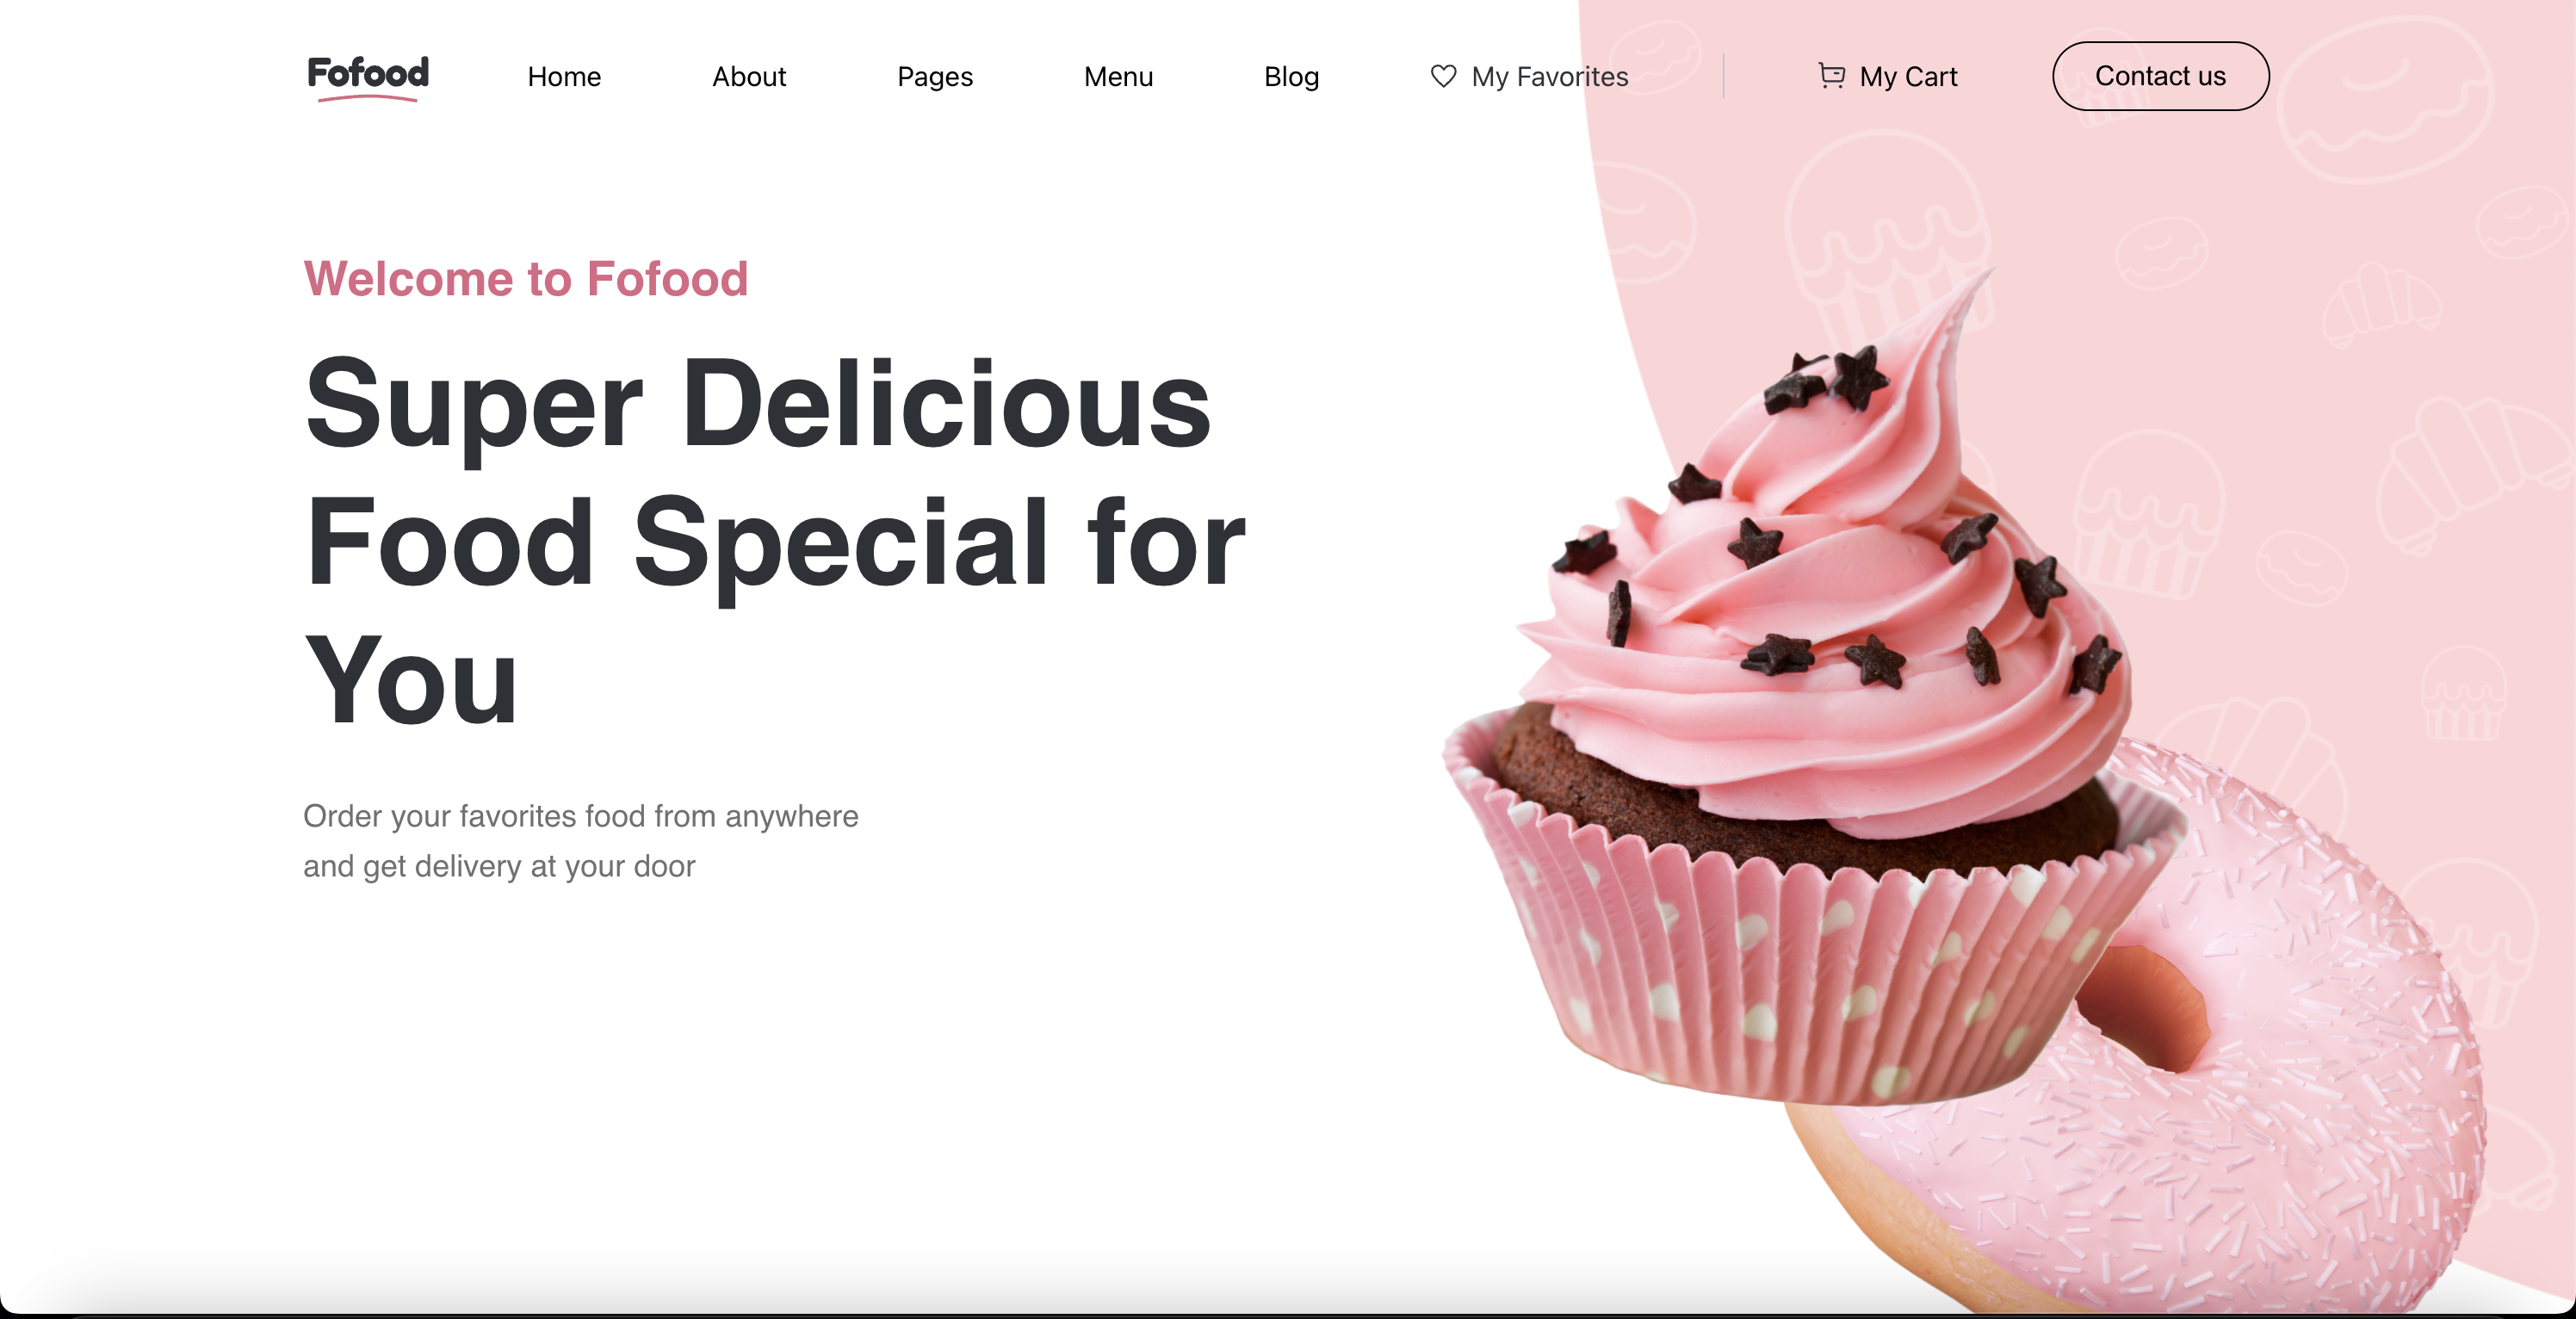 Fofood
Home
About
Pages
Menu
Blog
My Favorites
My Cart
Contact us
Welcome to Fofood
Super Delicious
Food Special for
You
Order your favorites food from anywhere
and get delivery at your door